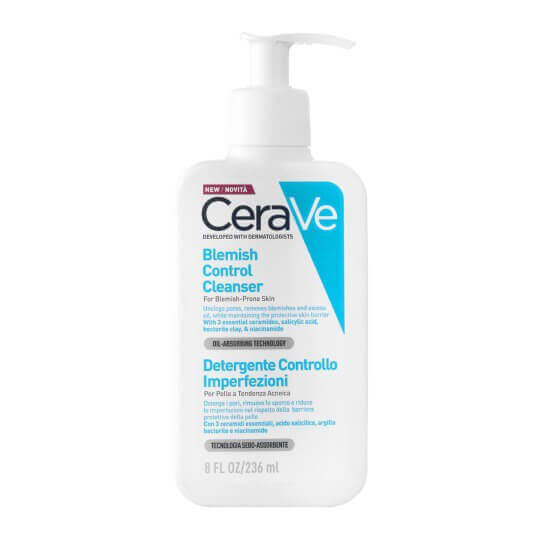 NEW / NOVITÀ
CeraVe
DEVELOPED WITH DERMATOLOGISTS
Blemish
Control
Cleanser
For Blemish-Prone Skin
Unclogs pores, removes blemishes and excess
oil, while maintaining the protective skin barrier
With 3 essential ceramides, salicylic acid,
hectorite clay, & niacinamide
OIL-ABSORBING TECHNOLOGY
Detergente Controllo
Imperfezioni
Per Pelle a Tendenza Acneica
Deterge i pori, rimuove lo sporco e riduce
le imperfezioni nel rispetto della barriera
protettiva della pelle
Con 3 ceramidi essenziali, acido salicilico, argilla
hectorite e niacinamide
TECNOLOGIA SEBO-ASSORBENTE
8 FL OZ/236 ml